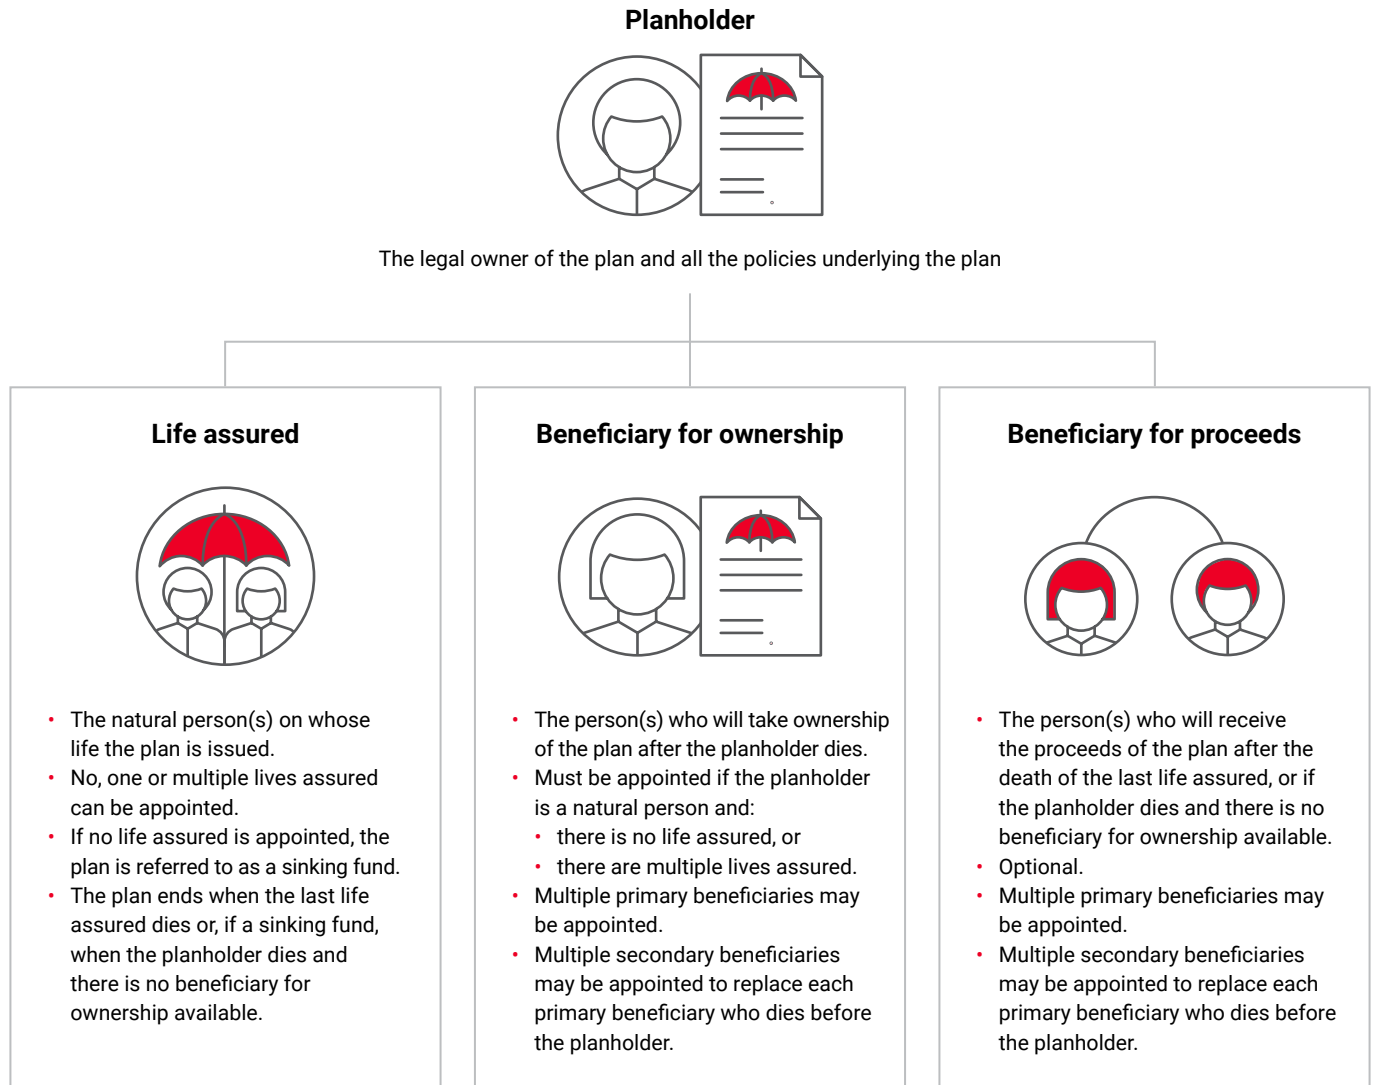 Planholder
The legal owner of the plan and all the policies underlying the plan
Life assured
• The natural person(s) on whose
life the plan is issued.
• No, one or multiple lives assured
can be appointed.
• If no life assured is appointed, the
plan is referred to as a sinking fund.
• The plan ends when the last life
assured dies or, if a sinking fund,
when the planholder dies and
there is no beneficiary for
ownership available.
Beneficiary for ownership
• The person(s) who will take ownership
of the plan after the planholder dies.
• Must be appointed if the planholder
is a natural person and:
• there is no life assured, or
• there are multiple lives assured.
• Multiple primary beneficiaries may
be appointed.
• Multiple secondary beneficiaries
may be appointed to replace each
primary beneficiary who dies before
the planholder.
Beneficiary for proceeds
• The person(s) who will receive
the proceeds of the plan after the
death of the last life assured, or if
the planholder dies and there is no
beneficiary for ownership available.
• Optional.
• Multiple primary beneficiaries may
be appointed.
• Multiple secondary beneficiaries
may be appointed to replace each
primary beneficiary who dies before
the planholder.